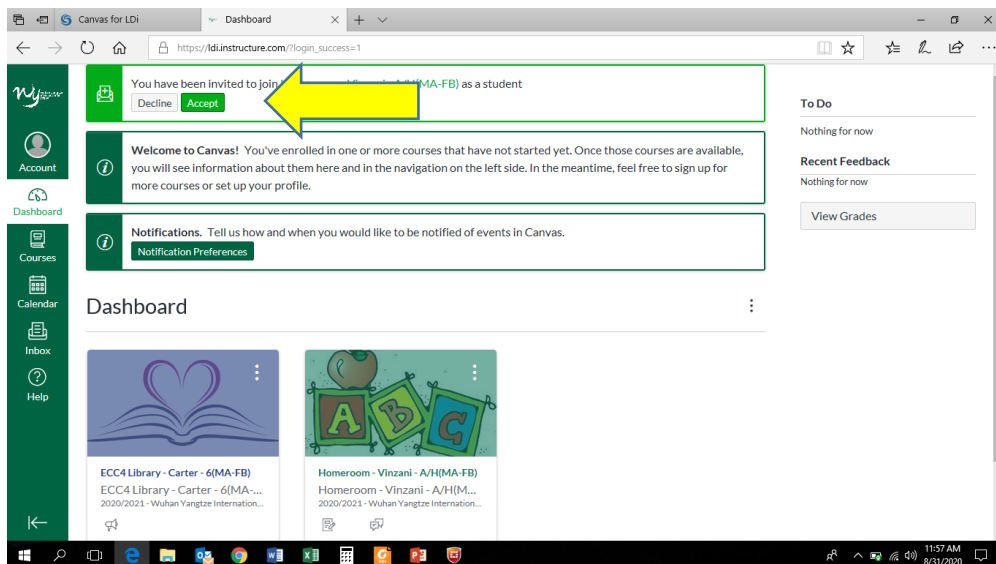 Canvas for LDi
Dashboard
https://ldi.instructure.com/?login_success=1
You have been invited to join MA-FB) as a student
Decline Accept
Welcome to Canvas! You've enrolled in one or more courses that have not started yet. Once those courses are available,
you will see information about them here and in the navigation on the left side. In the meantime, feel free to sign up for
more courses or set up your profile.
Notifications. Tell us how and when you would like to be notified of events in Canvas.
Notification Preferences
To Do
Nothing for now
Recent Feedback
Nothing for now
View Grades
Account
Dashboard
Courses
Calendar
Inbox
Help
Dashboard
A B C
ECC4 Library - Carter - 6(MA-FB)
ECC4 Library - Carter - 6(MA-...
2020/2021 - Wuhan Yangtze Internation...
Homeroom - Vinzani - A/H(MA-FB)
Homeroom - Vinzani - A/H(M...
2020/2021 - Wuhan Yangtze Internation...
11:57 AM
8/31/2020